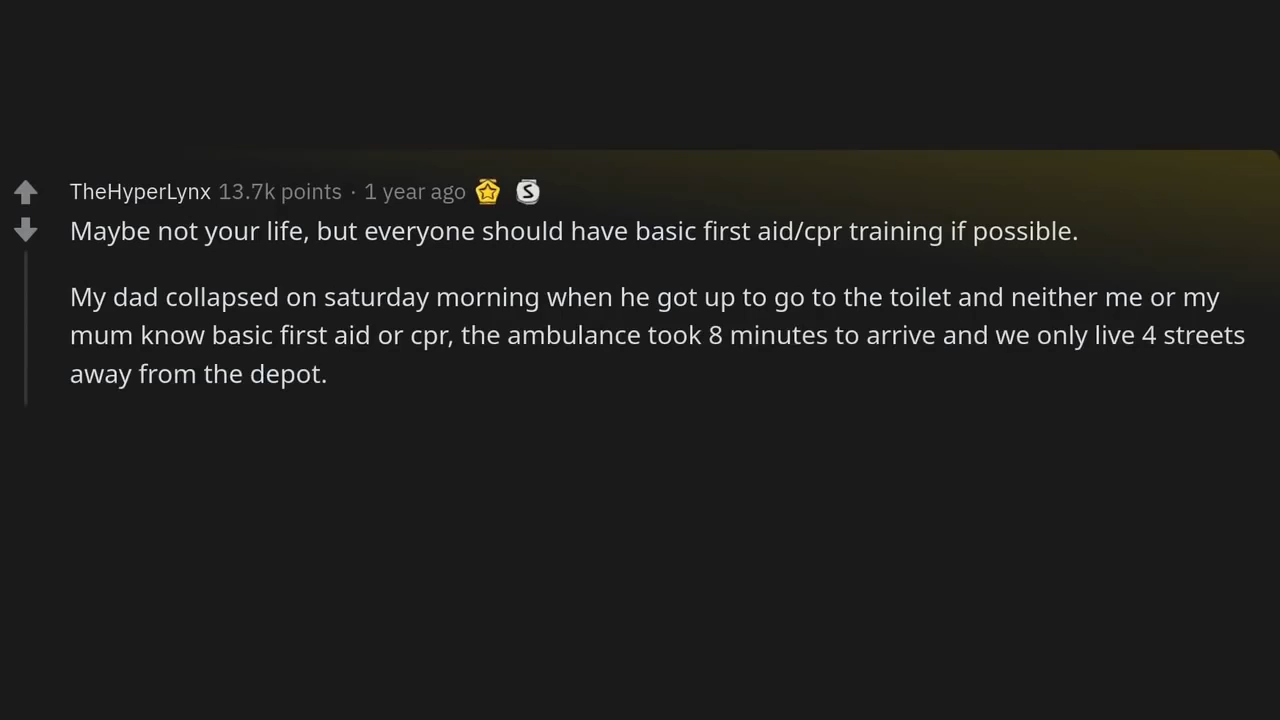 TheHyperLynx 13.7k points · 1 year ago
Maybe not your life, but everyone should have basic first aid/cpr training if possible.
My dad collapsed on saturday morning when he got up to go to the toilet and neither me or my
mum know basic first aid or cpr, the ambulance took 8 minutes to arrive and we only live 4 streets
away from the depot.